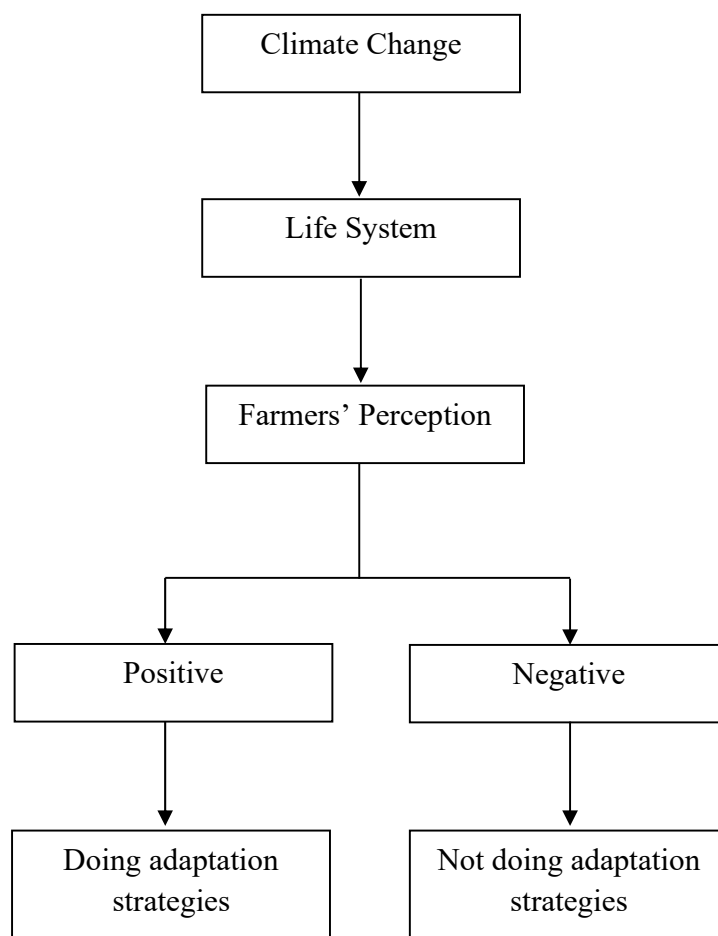 Climate Change
Life System
Farmers’ Perception
Positive
Negative
Doing adaptation
strategies
Not doing adaptation
strategies